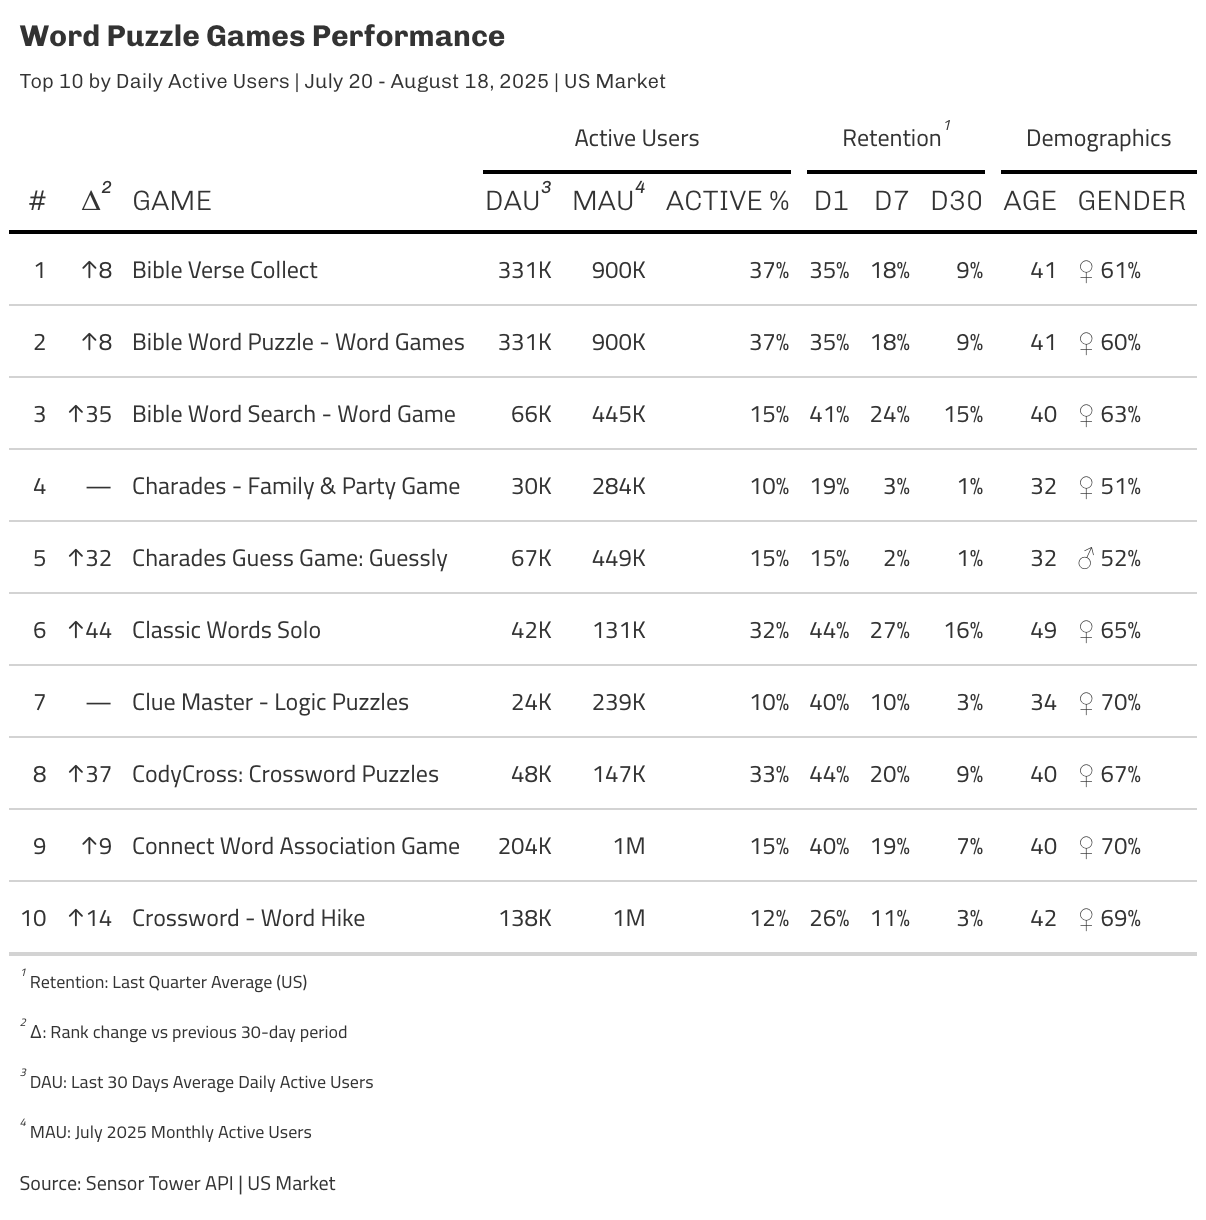 Word Puzzle Games Performance
Top 10 by Daily Active Users | July 20 - August 18, 2025 | US Market
Active Users Retention1 Demographics
# Δ2 GAME DAU3 MAU4 ACTIVE % D1 D7 D30 AGE GENDER
1 ↑8 Bible Verse Collect 331K 900K 37% 35% 18% 9% 41 ♀ 61%
2 ↑8 Bible Word Puzzle - Word Games 331K 900K 37% 35% 18% 9% 41 ♀ 60%
3 ↑35 Bible Word Search - Word Game 66K 445K 15% 41% 24% 15% 40 ♀ 63%
4 — Charades - Family & Party Game 30K 284K 10% 19% 3% 1% 32 ♀ 51%
5 ↑32 Charades Guess Game: Guessly 67K 449K 15% 15% 2% 1% 32 ♂ 52%
6 ↑44 Classic Words Solo 42K 131K 32% 44% 27% 16% 49 ♀ 65%
7 — Clue Master - Logic Puzzles 24K 239K 10% 40% 10% 3% 34 ♀ 70%
8 ↑37 CodyCross: Crossword Puzzles 48K 147K 33% 44% 20% 9% 40 ♀ 67%
9 ↑9 Connect Word Association Game 204K 1M 15% 40% 19% 7% 40 ♀ 70%
10 ↑14 Crossword - Word Hike 138K 1M 12% 26% 11% 3% 42 ♀ 69%
1 Retention: Last Quarter Average (US)
2 Δ: Rank change vs previous 30-day period
3 DAU: Last 30 Days Average Daily Active Users
4 MAU: July 2025 Monthly Active Users
Source: Sensor Tower API | US Market